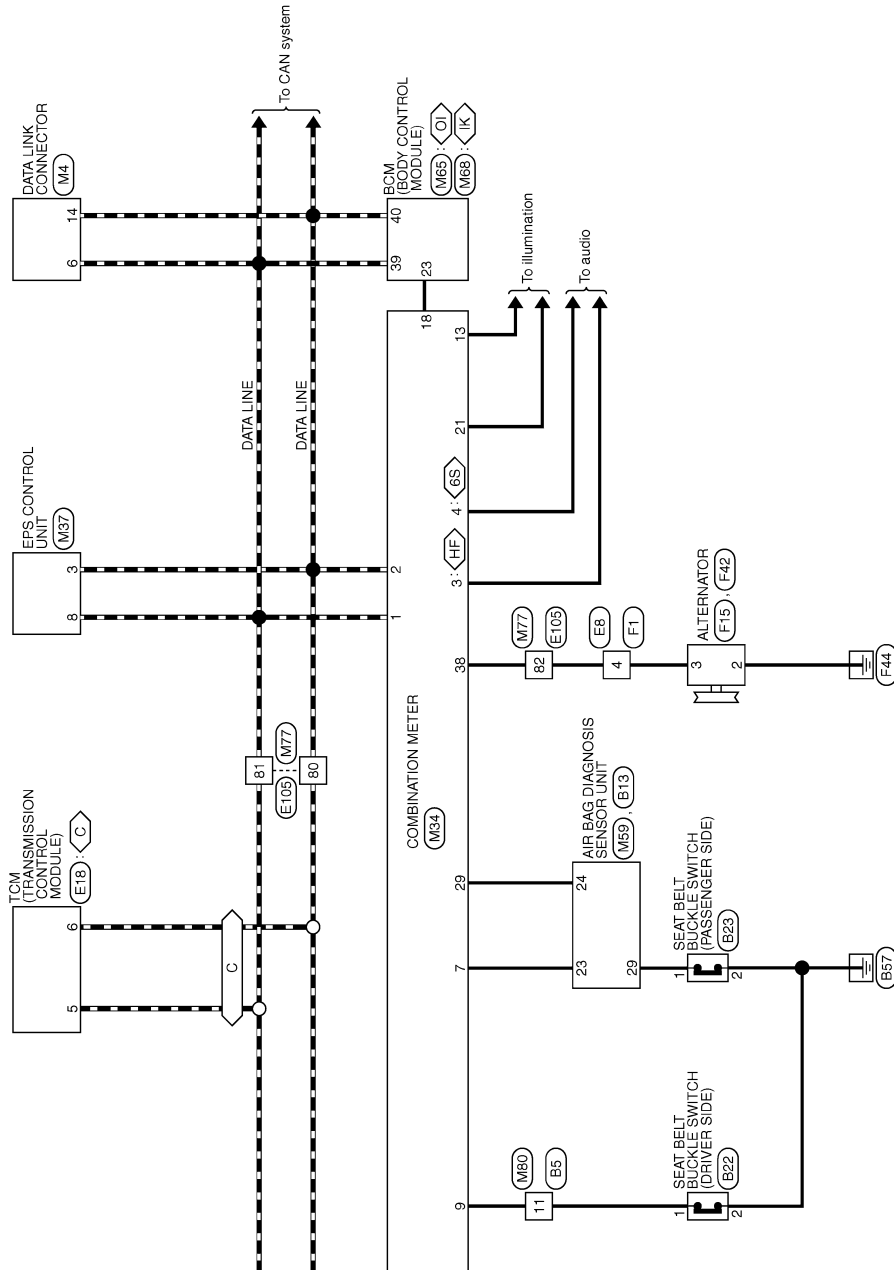 TCM
(TRANSMISSION
CONTROL
MODULE)
E18 : C
5
6
C
EPS CONTROL
UNIT
M37
8
3
DATA LINK
CONNECTOR
M4
6
14
E105
M77
81
80
DATA LINE
DATA LINE
To CAN system
COMBINATION METER
M34
1
2
18
BCM
(BODY CONTROL
MODULE)
M65 : OI
M68 : IK
39
40
23
9
7
29
38
3 : HF
4 : 6S
21
13
To illumination
To audio
M80
11
B5
SEAT BELT
BUCKLE SWITCH
(DRIVER SIDE)
B22
1
2
AIR BAG DIAGNOSIS
SENSOR UNIT
M59 , B13
23
24
29
SEAT BELT
BUCKLE SWITCH
(PASSENGER SIDE)
B23
1
2
B57
M77
82
E105
E8
4
F1
ALTERNATOR
F15 , F42
3
2
F44